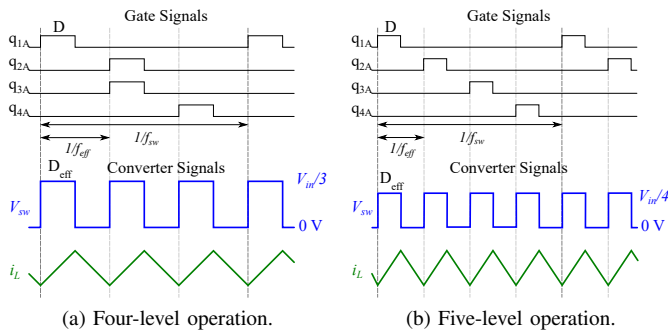 Gate Signals
D
q1A
q2A
q3A
q4A
1/fsw
1/feff
Converter Signals
Deff
Vin/3
Vsw
0 V
iL
(a) Four-level operation.
Gate Signals
D
q1A
q2A
q3A
q4A
1/fsw
1/feff
Converter Signals
Deff
Vin/4
Vsw
0 V
iL
(b) Five-level operation.